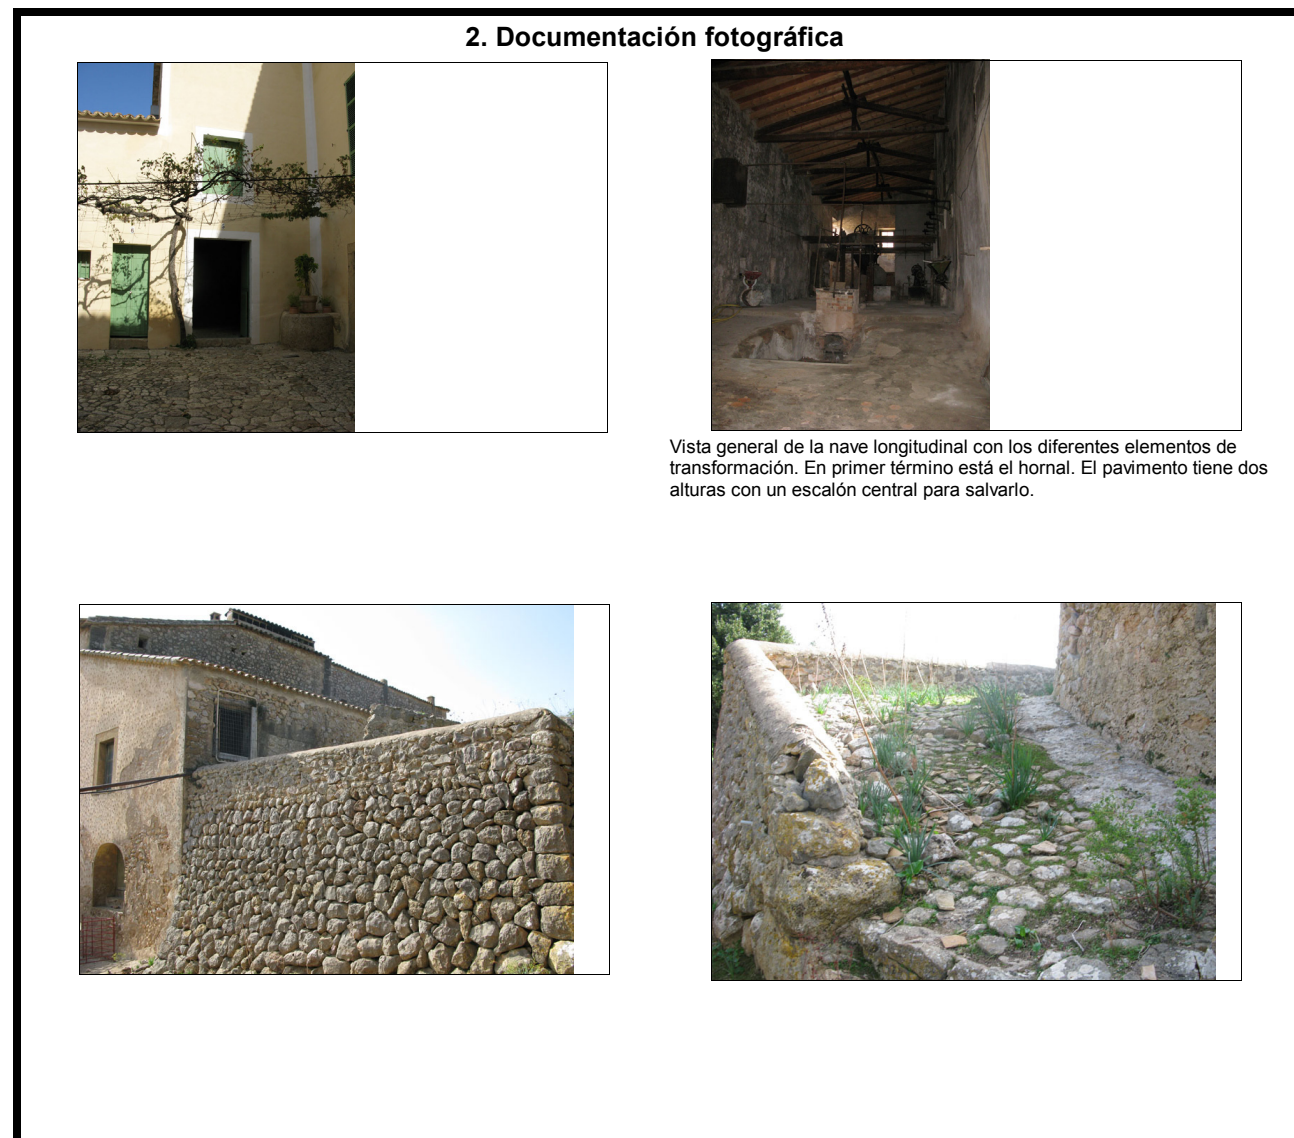 2. Documentación fotográfica
Vista general de la nave longitudinal con los diferentes elementos de
transformación. En primer término está el hornal. El pavimento tiene dos
alturas con un escalón central para salvarlo.